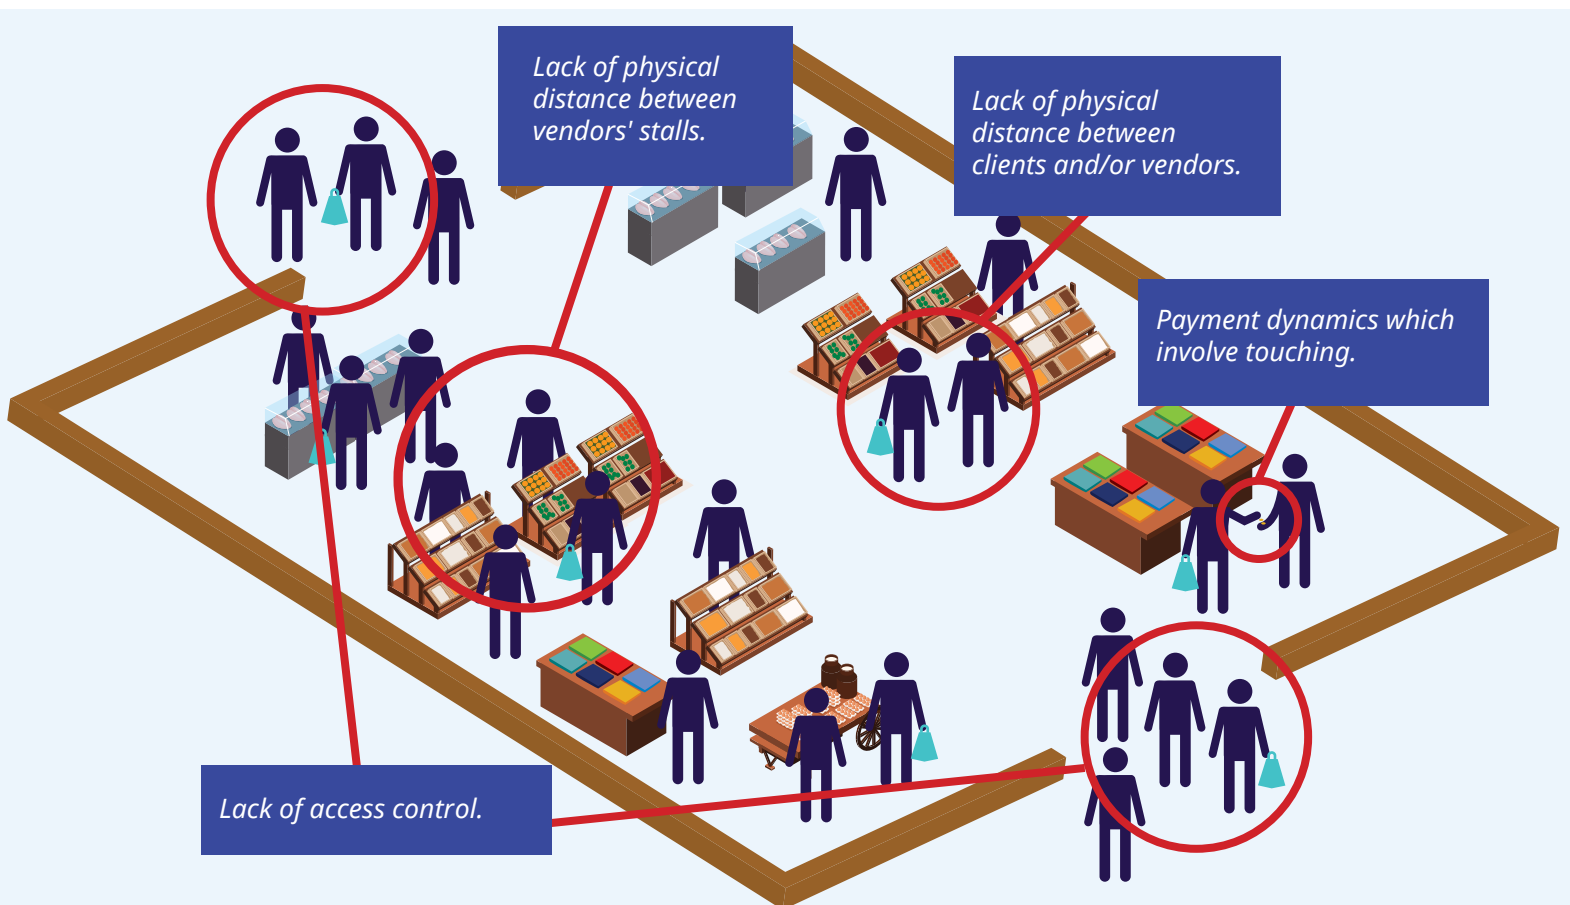 Lack of physical
distance between
vendors' stalls.
Lack of physical
distance between
clients and/or vendors.
Payment dynamics which
involve touching.
Lack of access control.